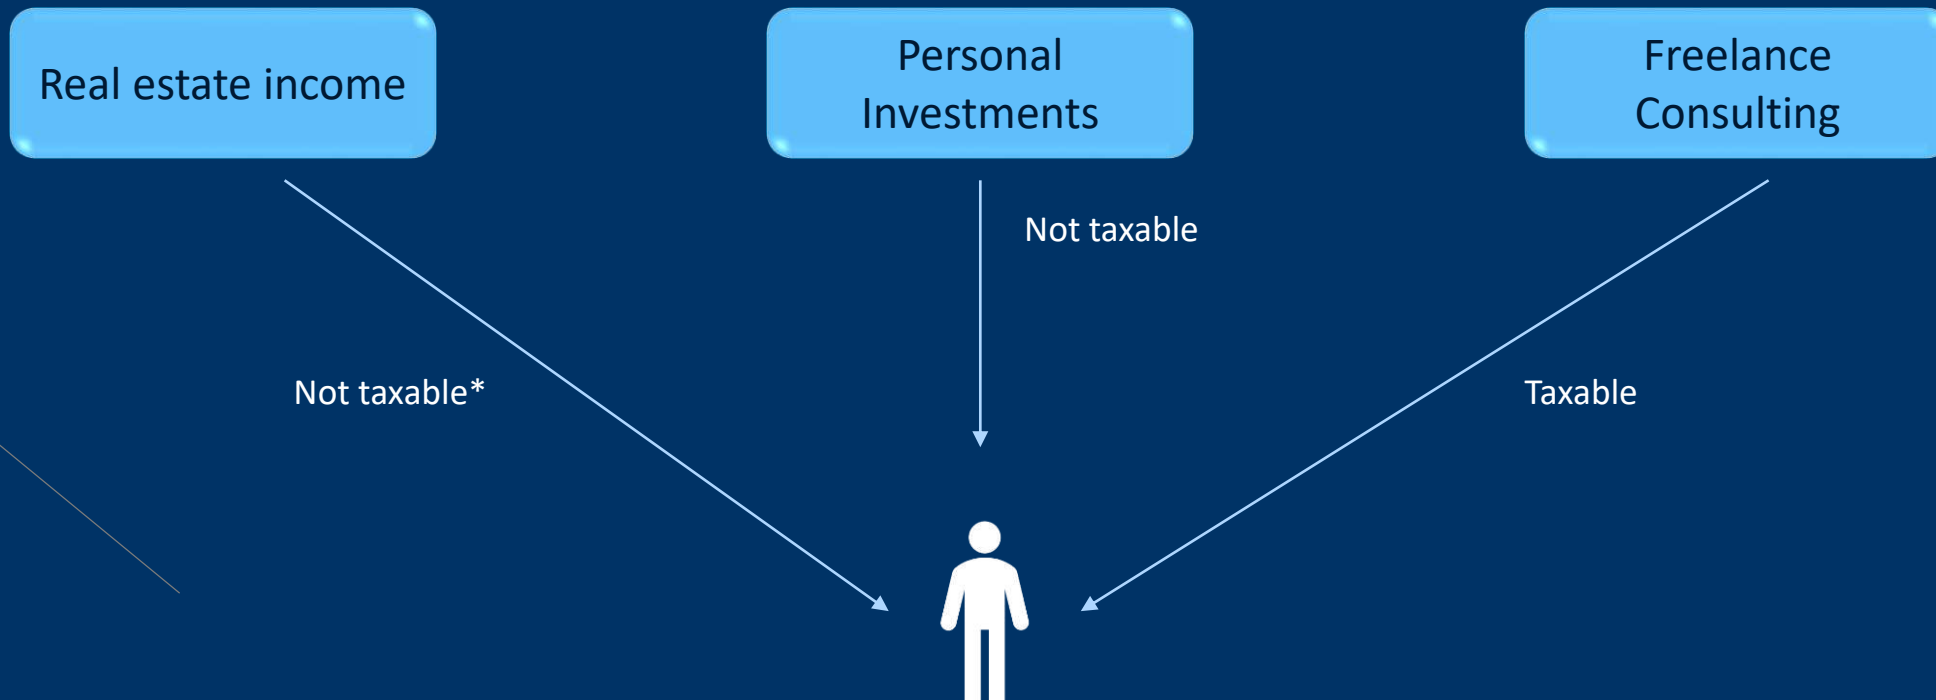 Real estate income
Personal
Investments
Freelance
Consulting
Not taxable
Not taxable*
Taxable